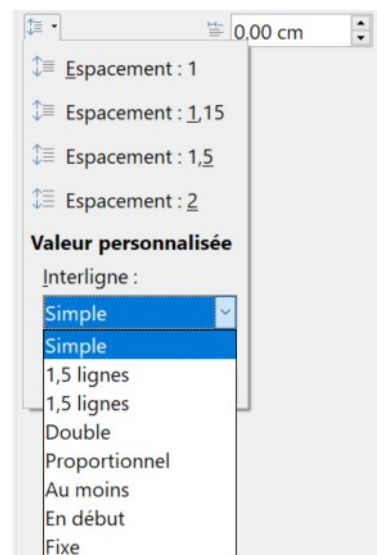 0,00 cm
Espacement : 1
Espacement : 1,15
Espacement : 1,5
Espacement : 2
Valeur personnalisée
Interligne :
Simple
Simple
1,5 lignes
1,5 lignes
Double
Proportionnel
Au moins
En début
Fixe